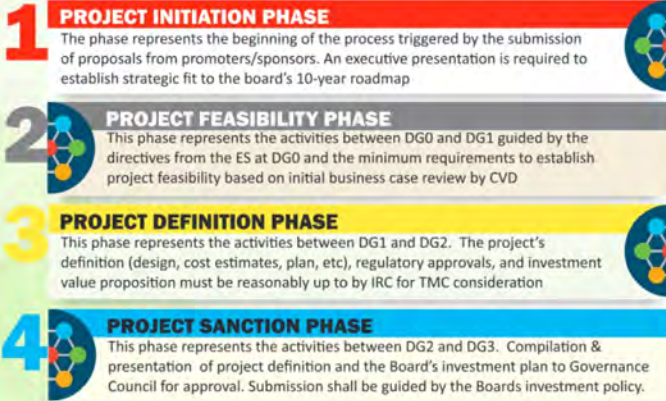 1 PROJECT INITIATION PHASE
The phase represents the beginning of the process triggered by the submission
of proposals from promoters/sponsors. An executive presentation is required to
establish strategic fit to the board's 10-year roadmap
2 PROJECT FEASIBILITY PHASE
This phase represents the activities between DG0 and DG1 guided by the
directives from the ES at DG0 and the minimum requirements to establish
project feasibility based on initial business case review by CVD
3 PROJECT DEFINITION PHASE
This phase represents the activities between DG1 and DG2. The project's
definition (design, cost estimates, plan, etc), regulatory approvals, and investment
value proposition must be reasonably up to by IRC for TMC consideration
4 PROJECT SANCTION PHASE
This phase represents the activities between DG2 and DG3. Compilation &
presentation of project definition and the Board's investment plan to Governance
Council for approval. Submission shall be guided by the Boards investment policy.